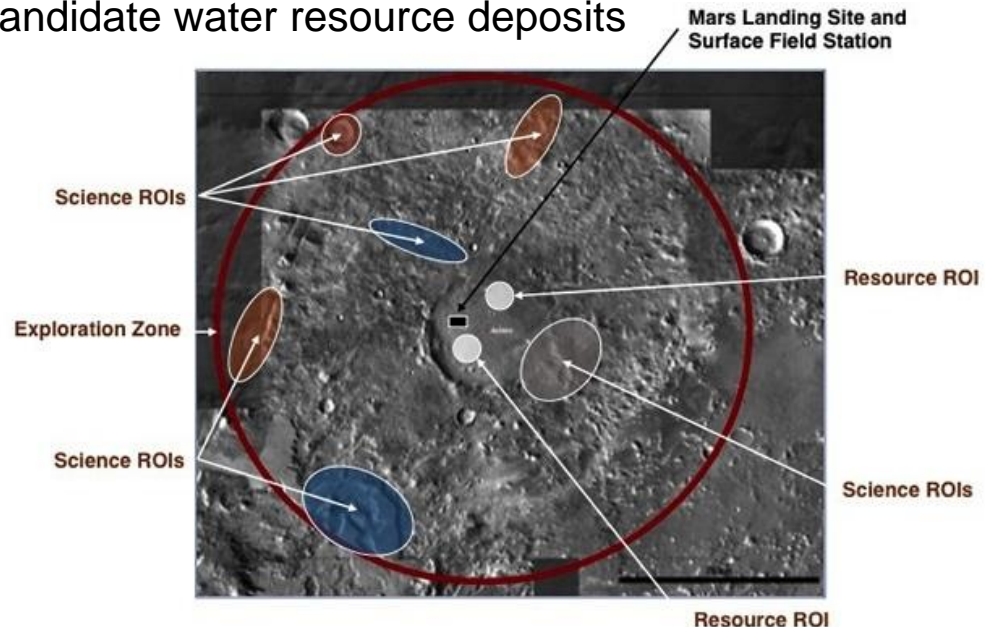 andidate water resource deposits
Mars Landing Site and
Surface Field Station
Science ROIs
Resource ROI
Exploration Zone
Science ROIs
Science ROIs
Resource ROI